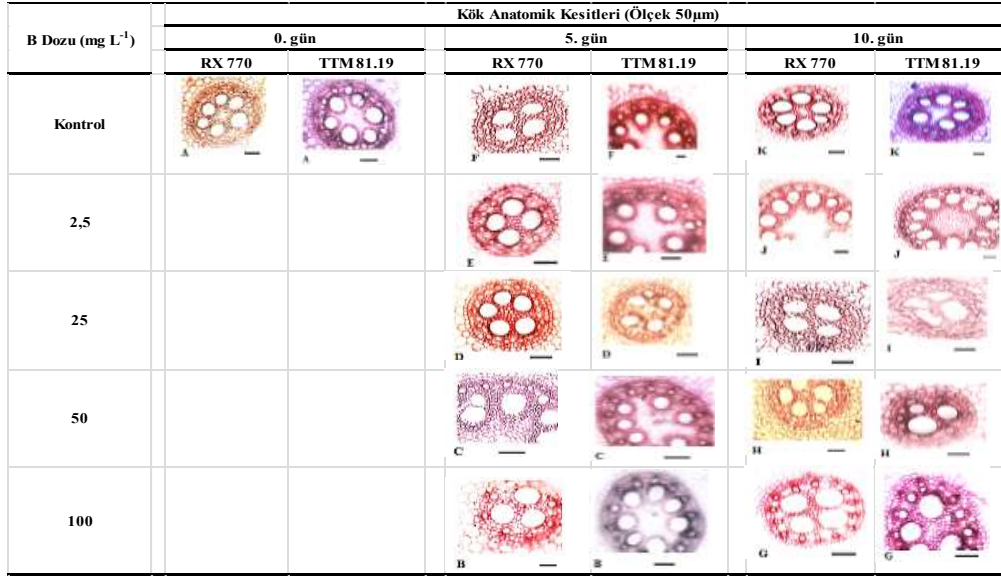 Kök Anatomik Kesitleri (Ölçek 50µm)
B Dozu (mg L⁻¹)
0. gün 5. gün 10. gün
RX 770 TTM 81.19 RX 770 TTM 81.19 RX 770 TTM 81.19
Kontrol
A A F F K K
2,5
E E J J
25
D D I I
50
C C H H
100
B B G G